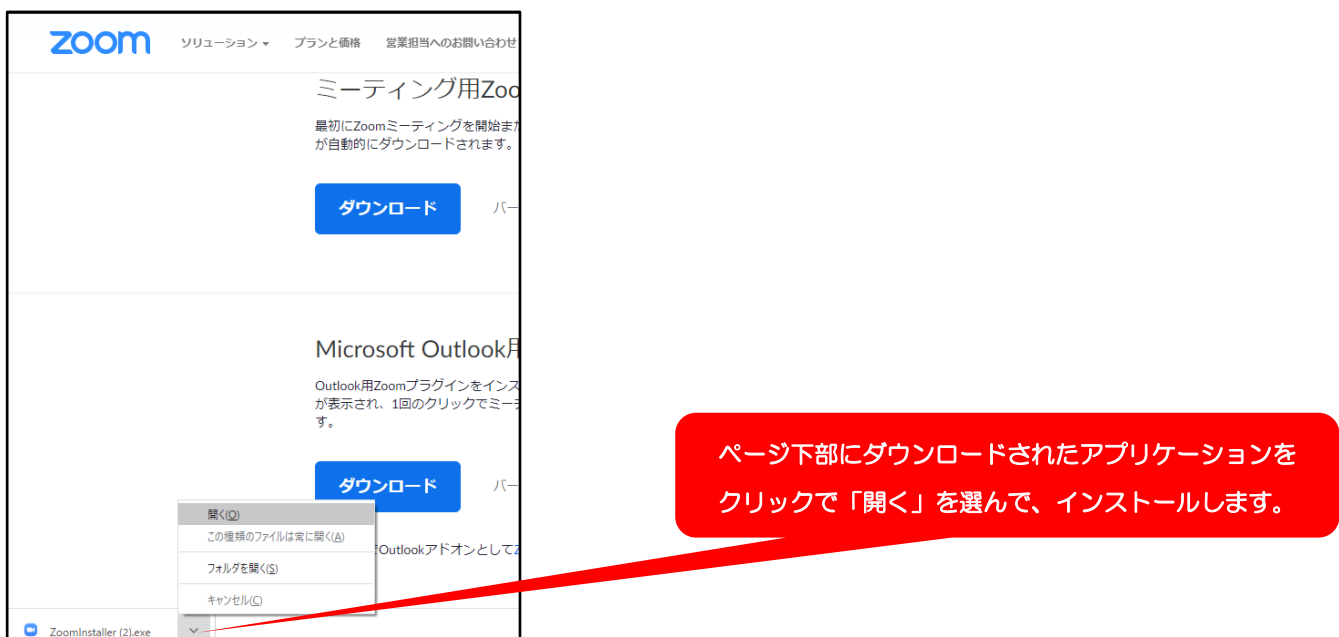 zoom ソリューション プランと価格 営業担当へのお問い合わせ
ミーティング用Zoo
最初にZoomミーティングを開始また
が自動的にダウンロードされます。
ダウンロード バー
Microsoft Outlook用
Outlook用Zoomプラグインをインス
が表示され、1回のクリックでミーテ
す。
ダウンロード バー
開く(O)
この種類のファイルは常に開く(A)
でOutlookアドオンとしてZ
フォルダを開く(S)
キャンセル(C)
ZoomInstaller (2).exe
ページ下部にダウンロードされたアプリケーションを
クリックで「開く」を選んで、インストールします。